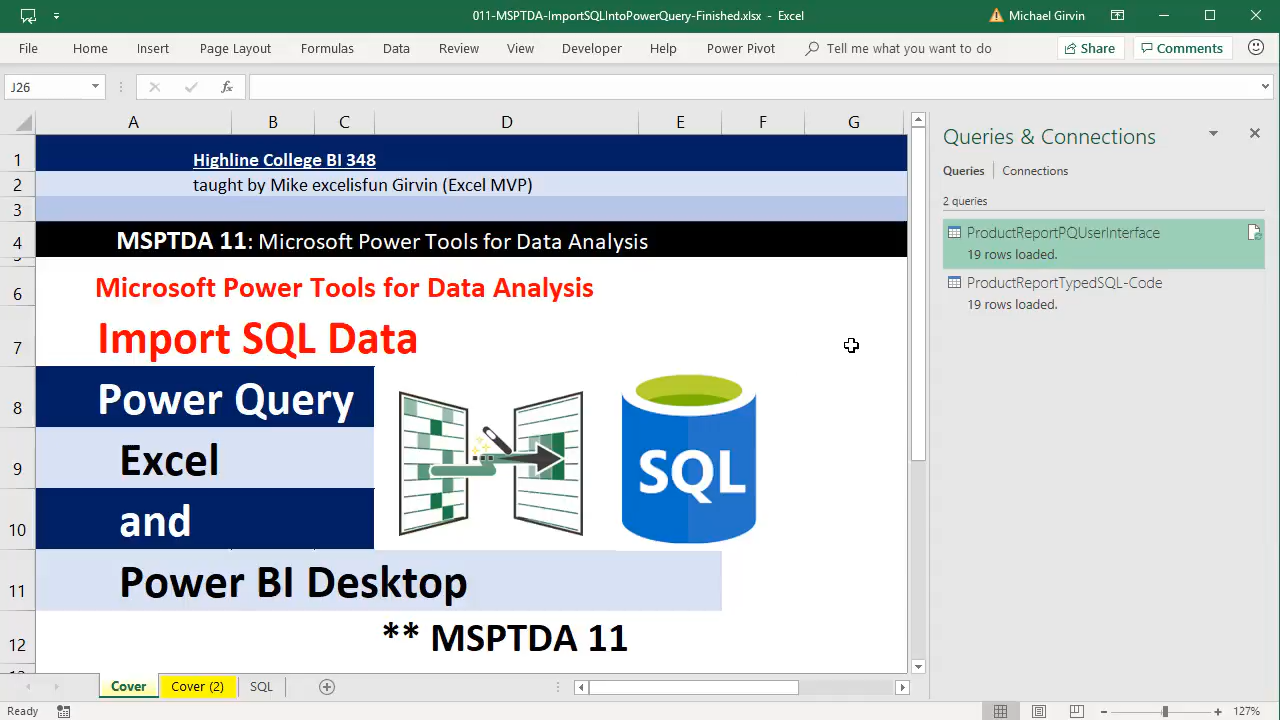 011-MSPTDA-ImportSQLIntoPowerQuery-Finished.xlsx - Excel
Michael Girvin
File Home Insert Page Layout Formulas Data Review View Developer Help Power Pivot Tell me what you want to do Share Comments
J26 fx
A B C D E F G
1 Highline College BI 348
2 taught by Mike excelisfun Girvin (Excel MVP)
3
4 MSPTDA 11: Microsoft Power Tools for Data Analysis
6 Microsoft Power Tools for Data Analysis
7 Import SQL Data
8 Power Query
9 Excel
10 and
11 Power BI Desktop
12 ** MSPTDA 11
SQL
Queries & Connections
Queries Connections
2 queries
ProductReportPQUserInterface
19 rows loaded.
ProductReportTypedSQL-Code
19 rows loaded.
Cover Cover (2) SQL
Ready 127%